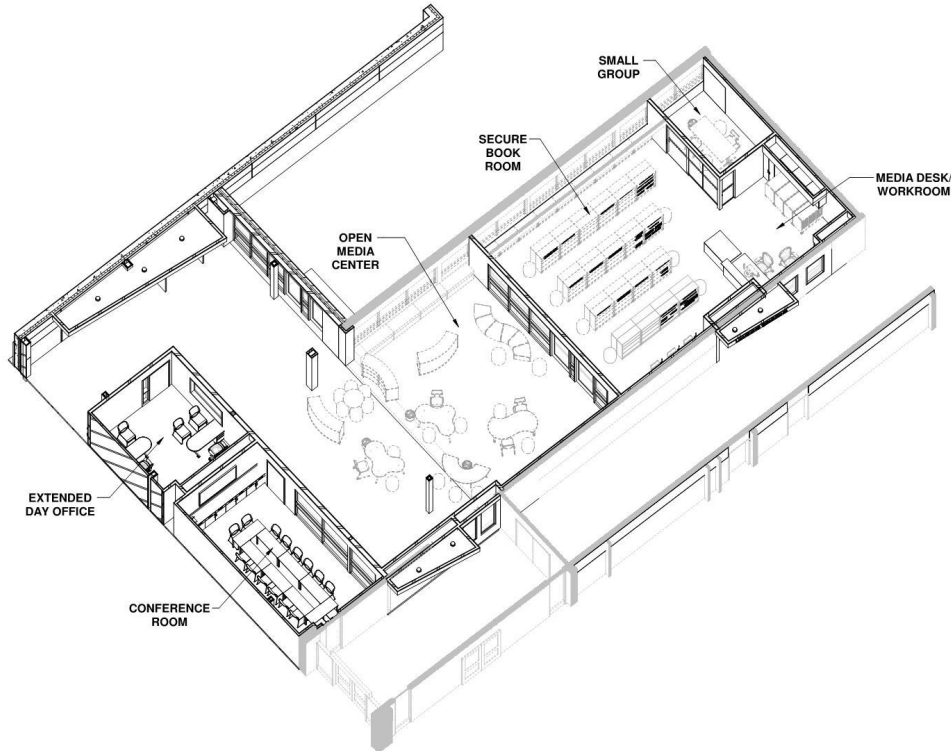 SMALL
GROUP
SECURE
BOOK
ROOM
MEDIA DESK/
WORKROOM
OPEN
MEDIA
CENTER
EXTENDED
DAY OFFICE
CONFERENCE
ROOM